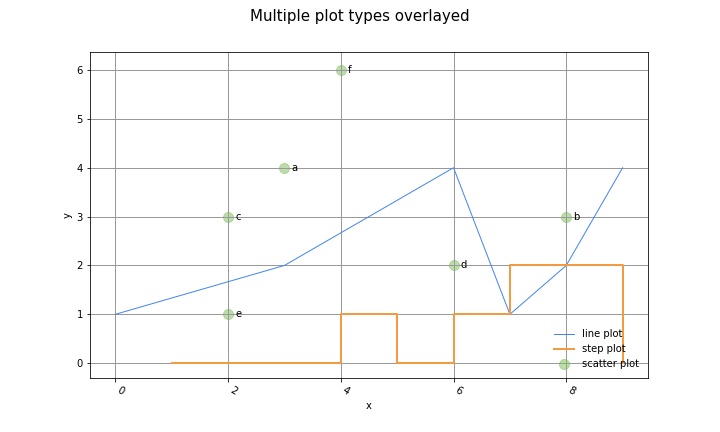 Multiple plot types overlayed
6
f
5
4
a
y
3
c
b
2
d
1
e
line plot
step plot
0
scatter plot
0
2
4
6
8
x